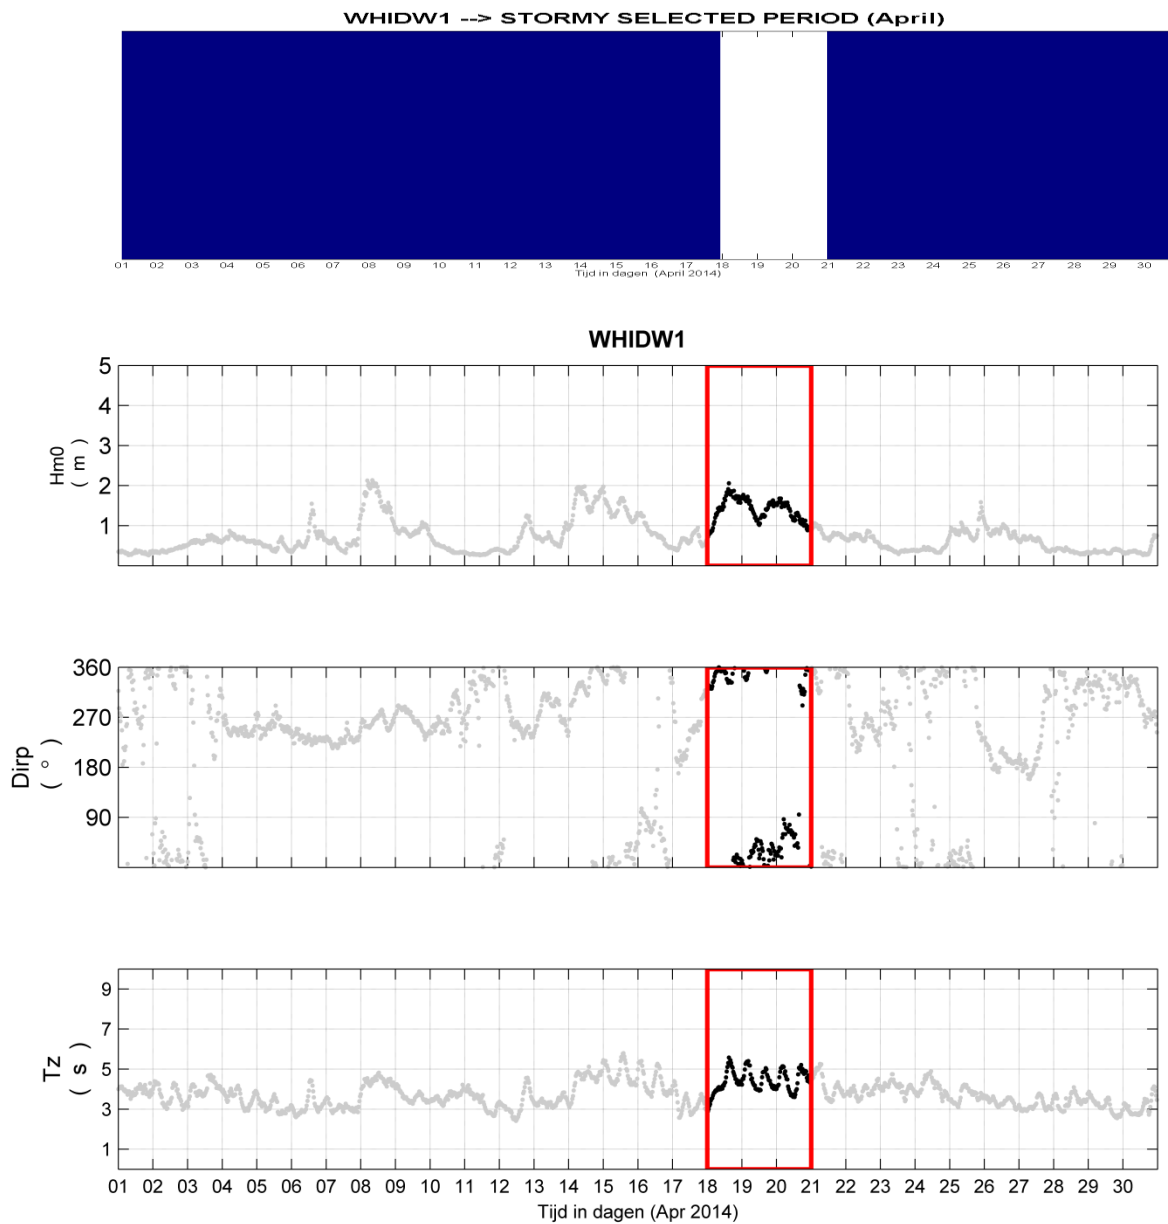 WHIDW1 --> STORMY SELECTED PERIOD (April)
01 02 03 04 05 06 07 08 09 10 11 12 13 14 15 16 17 18 19 20 21 22 23 24 25 26 27 28 29 30
Tijd in dagen (April 2014)
WHIDW1
5
4
3
2
1
Hm0
( m )
360
270
180
90
Dirp
( ° )
9
7
5
3
1
Tz
( s )
01 02 03 04 05 06 07 08 09 10 11 12 13 14 15 16 17 18 19 20 21 22 23 24 25 26 27 28 29 30
Tijd in dagen (Apr 2014)